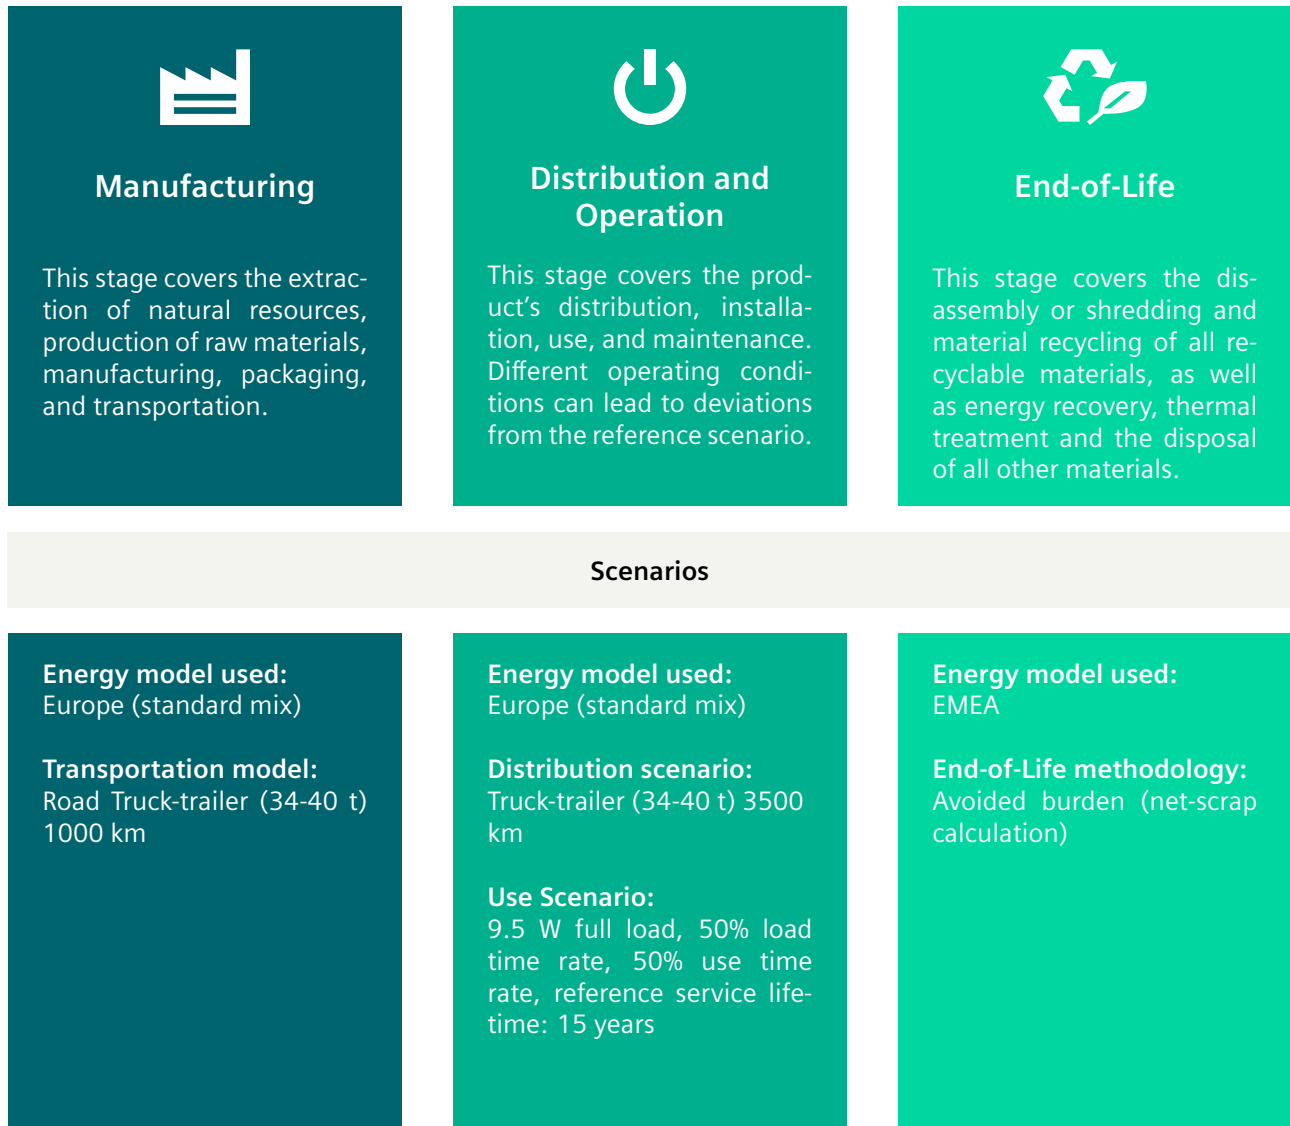 Manufacturing
This stage covers the extrac-
tion of natural resources,
production of raw materials,
manufacturing, packaging,
and transportation.
Distribution and
Operation
This stage covers the prod-
uct's distribution, installa-
tion, use, and maintenance.
Different operating condi-
tions can lead to deviations
from the reference scenario.
End-of-Life
This stage covers the dis-
assembly or shredding and
material recycling of all re-
cyclable materials, as well
as energy recovery, thermal
treatment and the disposal
of all other materials.
Scenarios
Energy model used:
Europe (standard mix)
Transportation model:
Road Truck-trailer (34-40 t)
1000 km
Energy model used:
Europe (standard mix)
Distribution scenario:
Truck-trailer (34-40 t) 3500
km
Use Scenario:
9.5 W full load, 50% load
time rate, 50% use time
rate, reference service life-
time: 15 years
Energy model used:
EMEA
End-of-Life methodology:
Avoided burden (net-scrap
calculation)